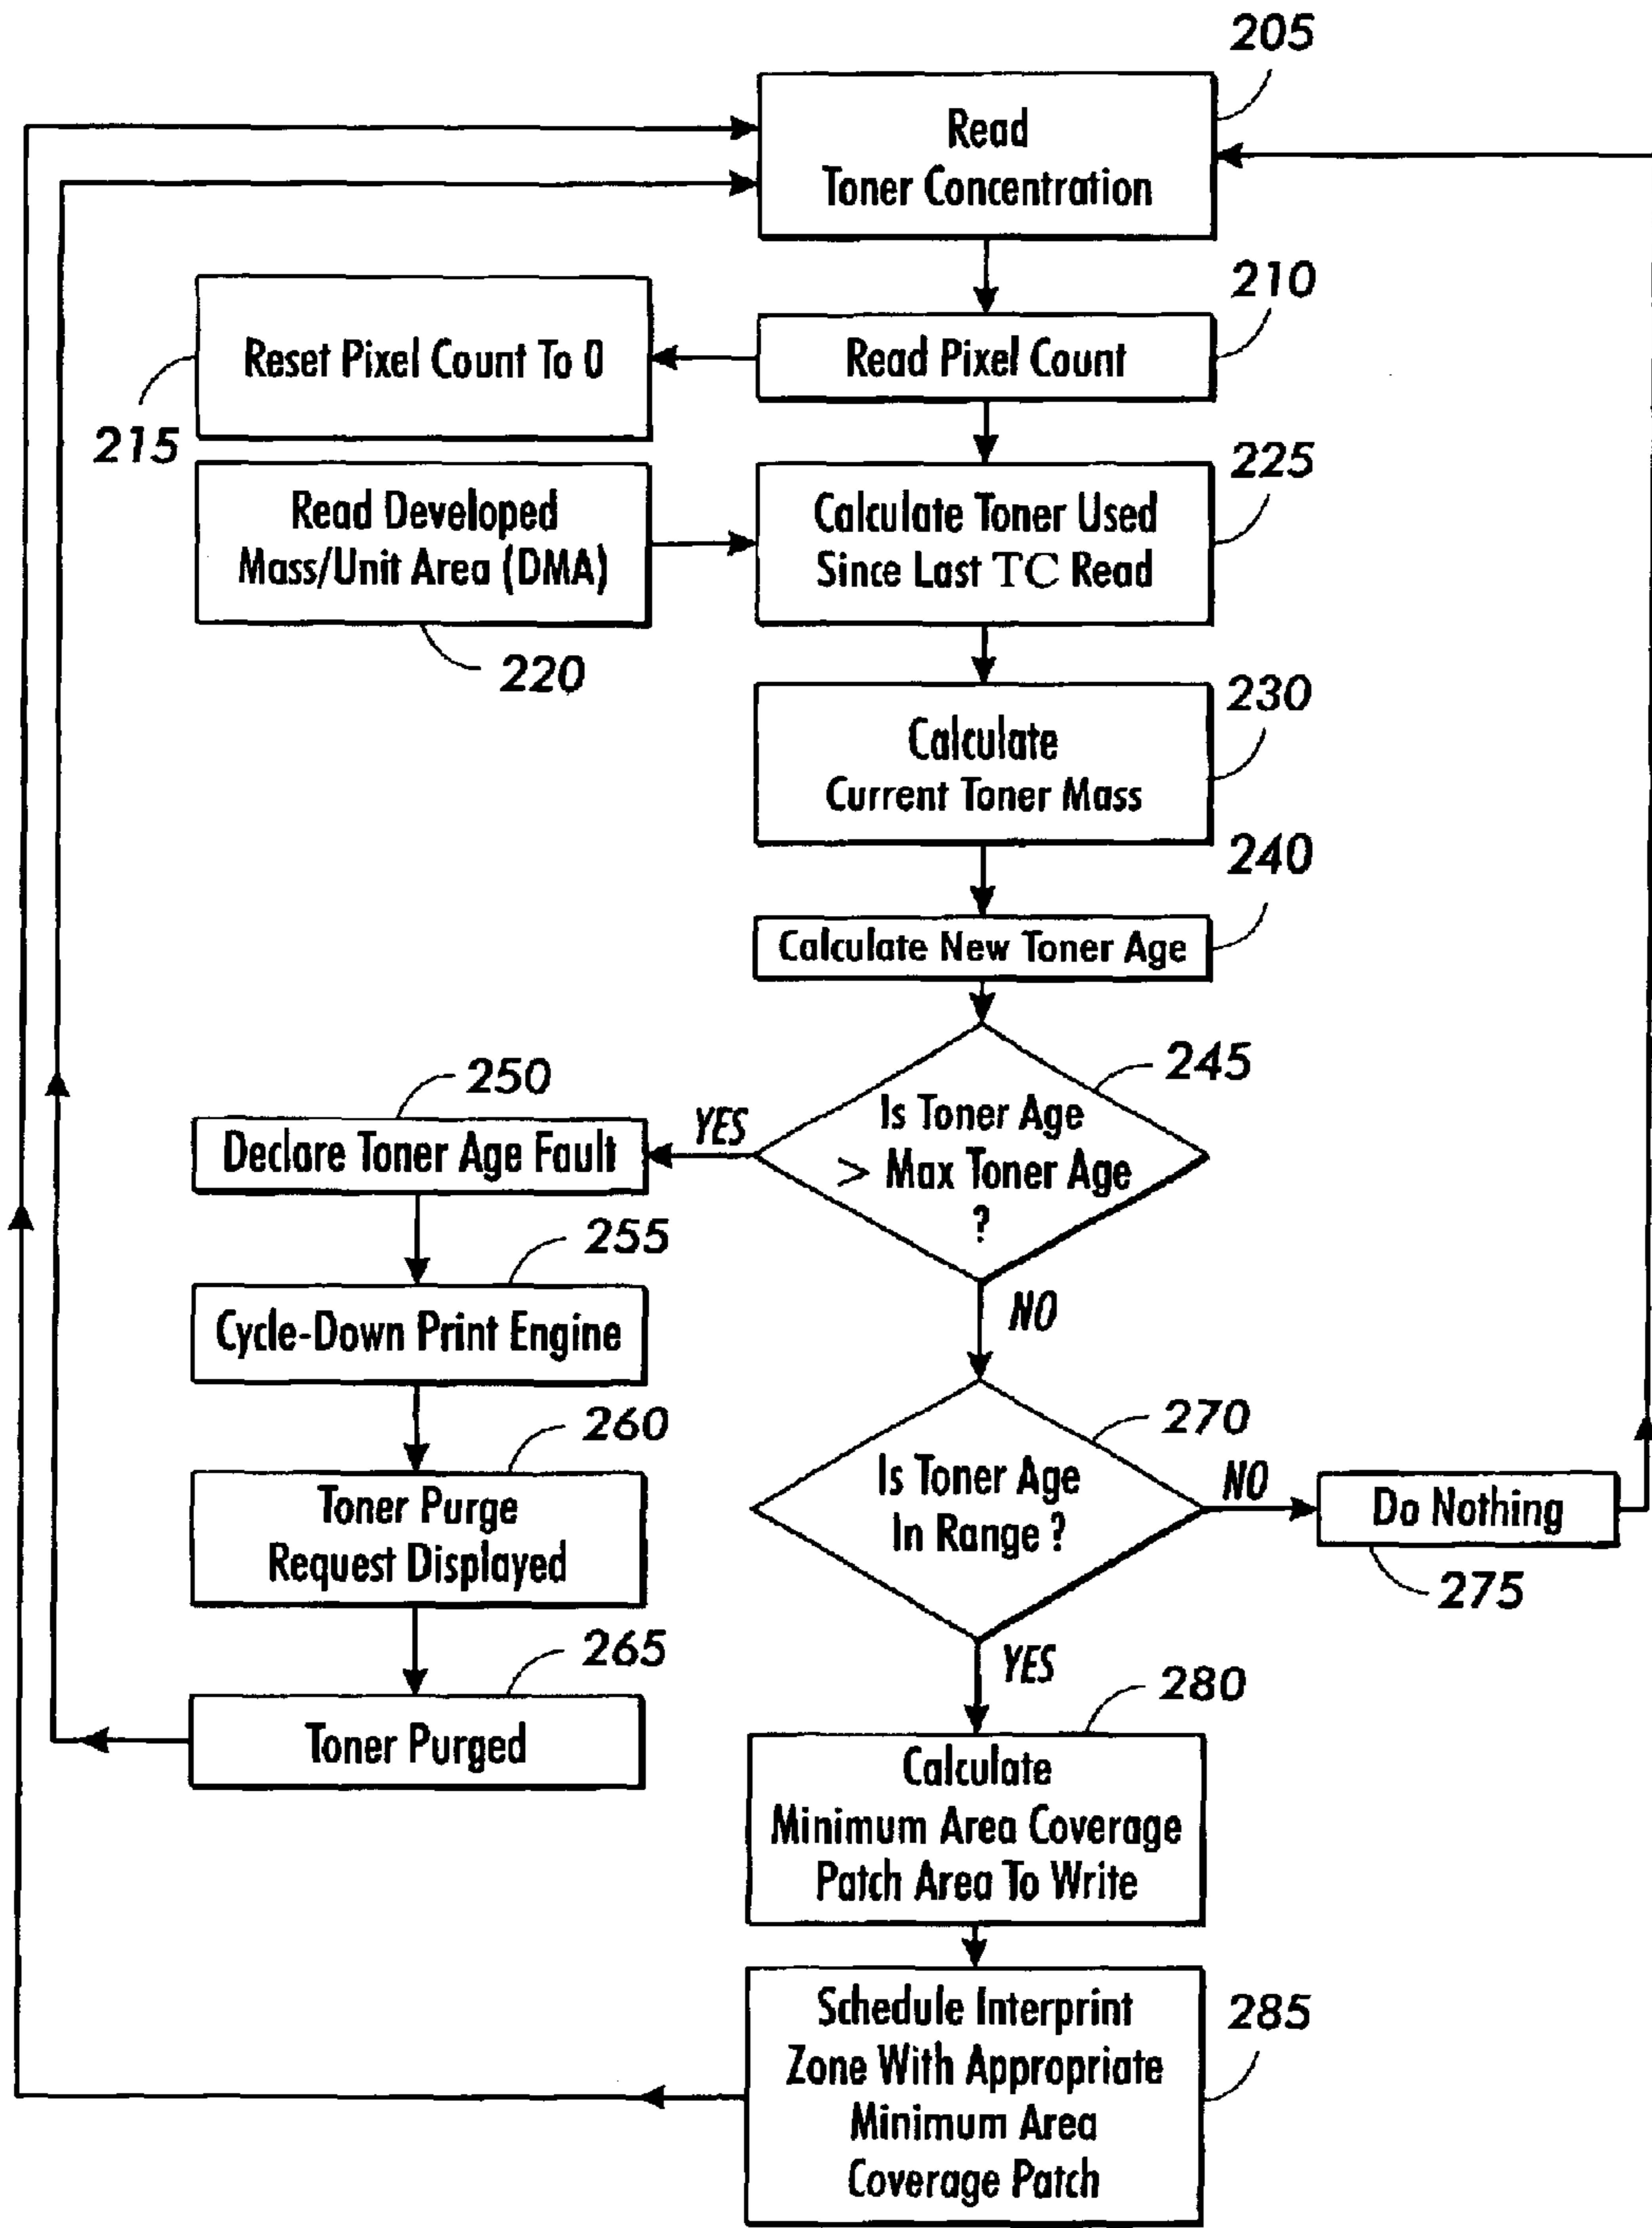 205
Read
Toner Concentration
210
Reset Pixel Count To 0
Read Pixel Count
215
225
Read Developed
Mass/Unit Area (DMA)
Calculate Toner Used
Since Last TC Read
220
230
Calculate
Current Toner Mass
240
Calculate New Toner Age
245
250
Is Toner Age
> Max Toner Age
?
YES
Declare Toner Age Fault
255
NO
Cycle-Down Print Engine
260
270
Toner Purge
Request Displayed
Is Toner Age
In Range ?
NO
Do Nothing
275
265
YES
280
Toner Purged
Calculate
Minimum Area Coverage
Patch Area To Write
285
Schedule Interprint
Zone With Appropriate
Minimum Area
Coverage Patch